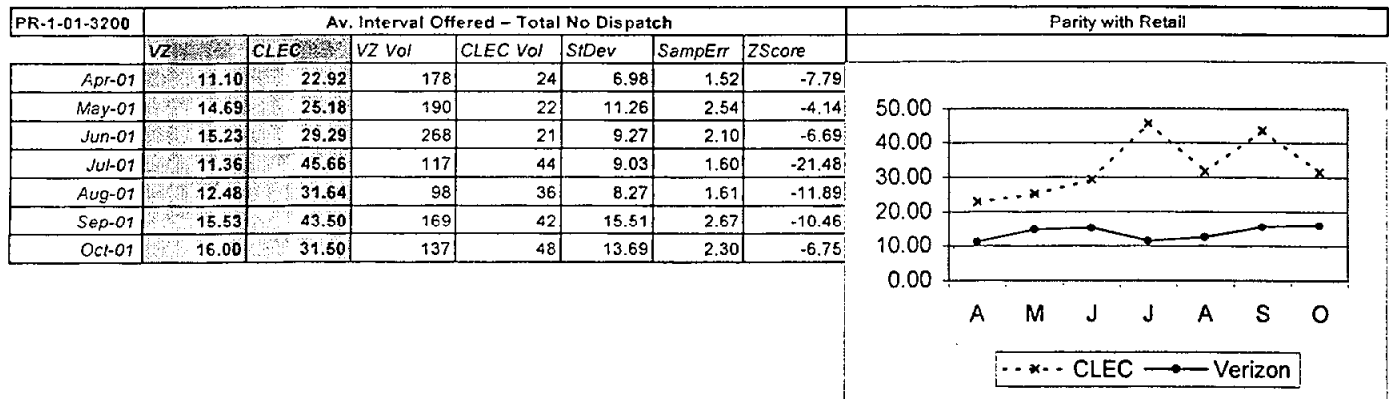 PR-1-01-3200 Av. Interval Offered – Total No Dispatch Parity with Retail
VZ CLEC VZ Vol CLEC Vol StDev SampErr ZScore
Apr-01 11.10 22.92 178 24 6.98 1.52 -7.79
May-01 14.69 25.18 190 22 11.26 2.54 -4.14
Jun-01 15.23 29.29 268 21 9.27 2.10 -6.69
Jul-01 11.36 45.66 117 44 9.03 1.60 -21.48
Aug-01 12.48 31.64 98 36 8.27 1.61 -11.89
Sep-01 15.53 43.50 169 42 15.51 2.67 -10.46
Oct-01 16.00 31.50 137 48 13.69 2.30 -6.75
50.00
40.00
30.00
20.00
10.00
0.00
A M J J A S O
CLEC Verizon